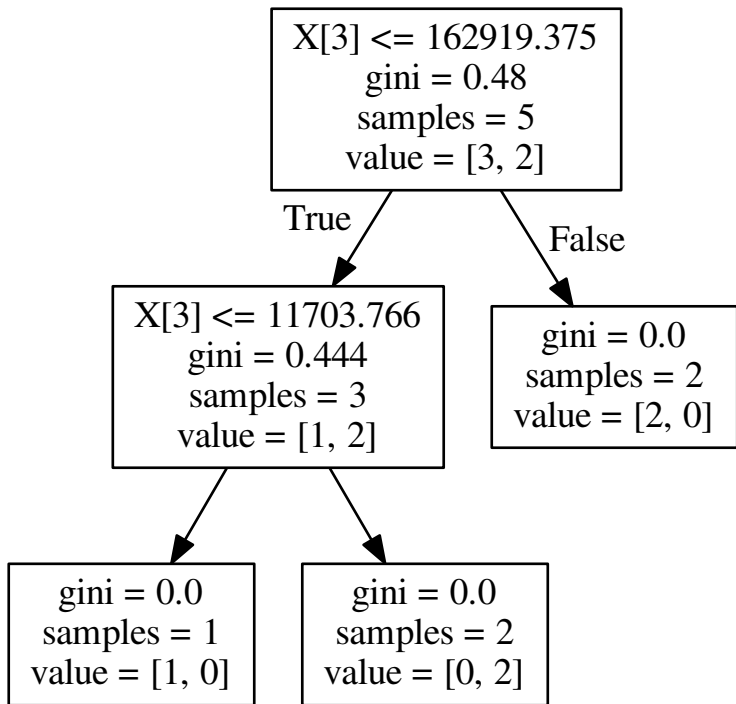 X[3] <= 162919.375
gini = 0.48
samples = 5
value = [3, 2]
True
False
X[3] <= 11703.766
gini = 0.444
samples = 3
value = [1, 2]
gini = 0.0
samples = 2
value = [2, 0]
gini = 0.0
samples = 1
value = [1, 0]
gini = 0.0
samples = 2
value = [0, 2]